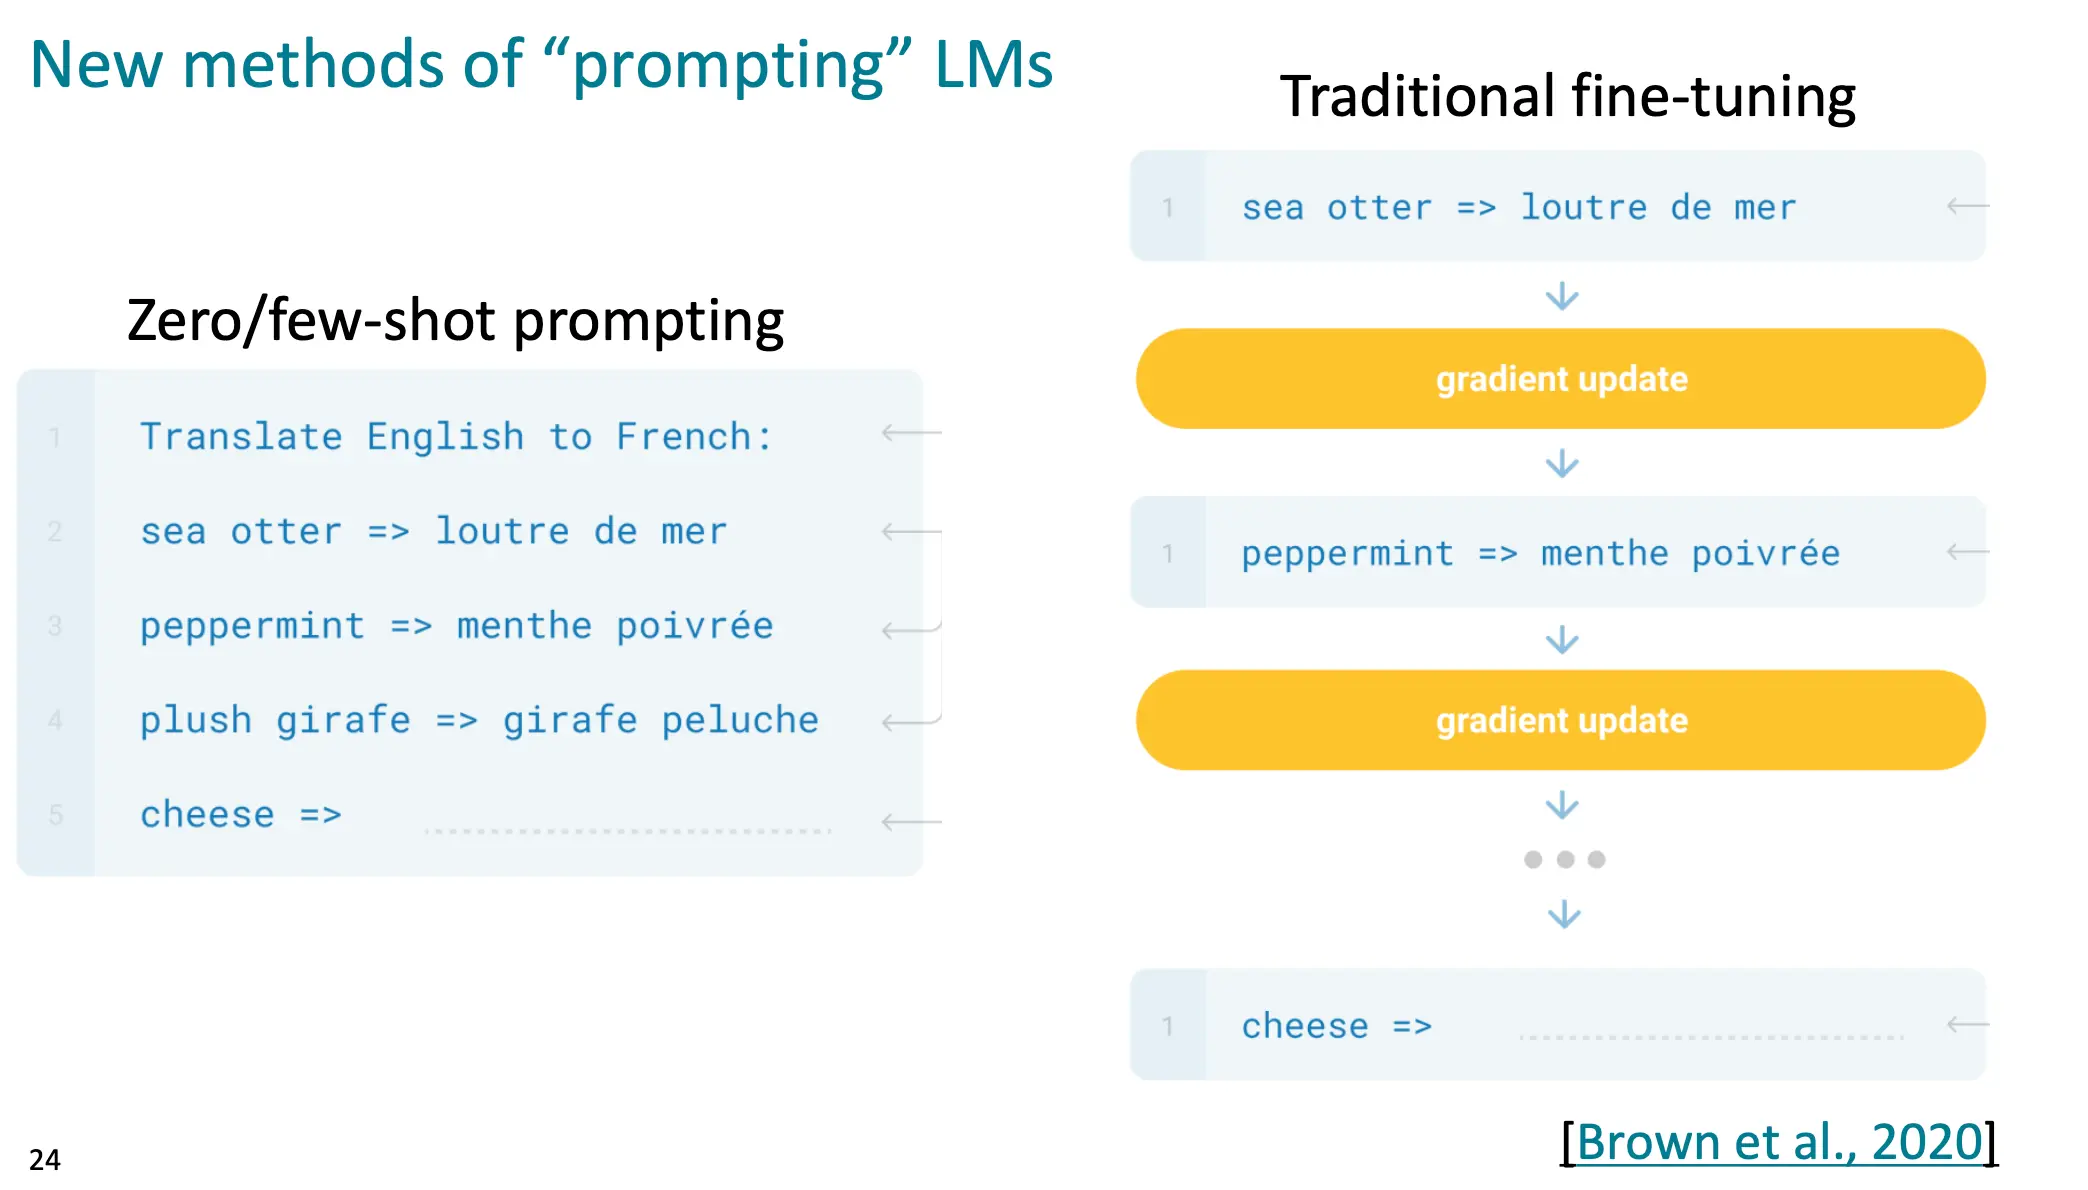 New methods of “prompting” LMs
Zero/few-shot prompting
1 Translate English to French:
2 sea otter => loutre de mer
3 peppermint => menthe poivrée
4 plush girafe => girafe peluche
5 cheese =>
Traditional fine-tuning
1 sea otter => loutre de mer
gradient update
1 peppermint => menthe poivrée
gradient update
1 cheese =>
[Brown et al., 2020]
24